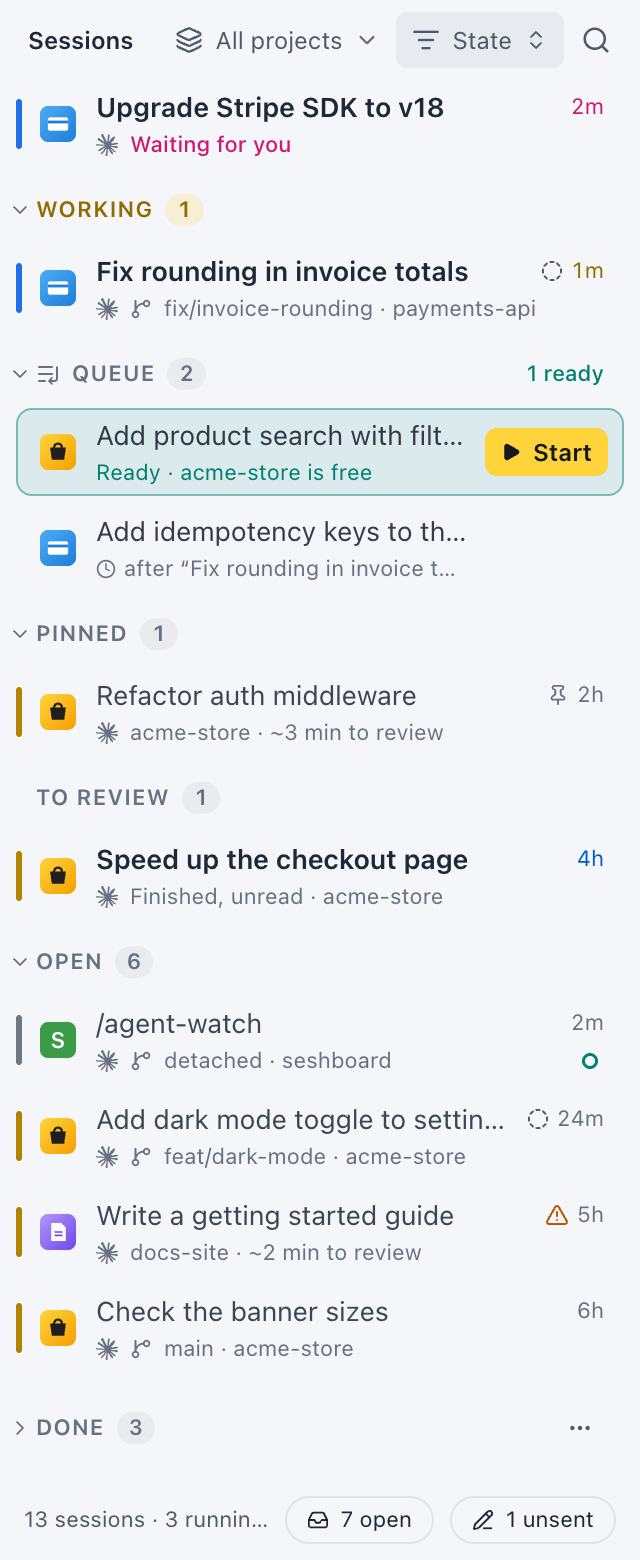 Sessions All projects State
Upgrade Stripe SDK to v18 2m
Waiting for you
WORKING 1
Fix rounding in invoice totals 1m
fix/invoice-rounding · payments-api
QUEUE 2 1 ready
Add product search with filt... Start
Ready · acme-store is free
Add idempotency keys to th...
after “Fix rounding in invoice t...
PINNED 1
Refactor auth middleware 2h
acme-store · ~3 min to review
TO REVIEW 1
Speed up the checkout page 4h
Finished, unread · acme-store
OPEN 6
/agent-watch 2m
S detached · seshboard
Add dark mode toggle to settin... 24m
feat/dark-mode · acme-store
Write a getting started guide 5h
docs-site · ~2 min to review
Check the banner sizes 6h
main · acme-store
DONE 3
13 sessions · 3 runnin... 7 open 1 unsent